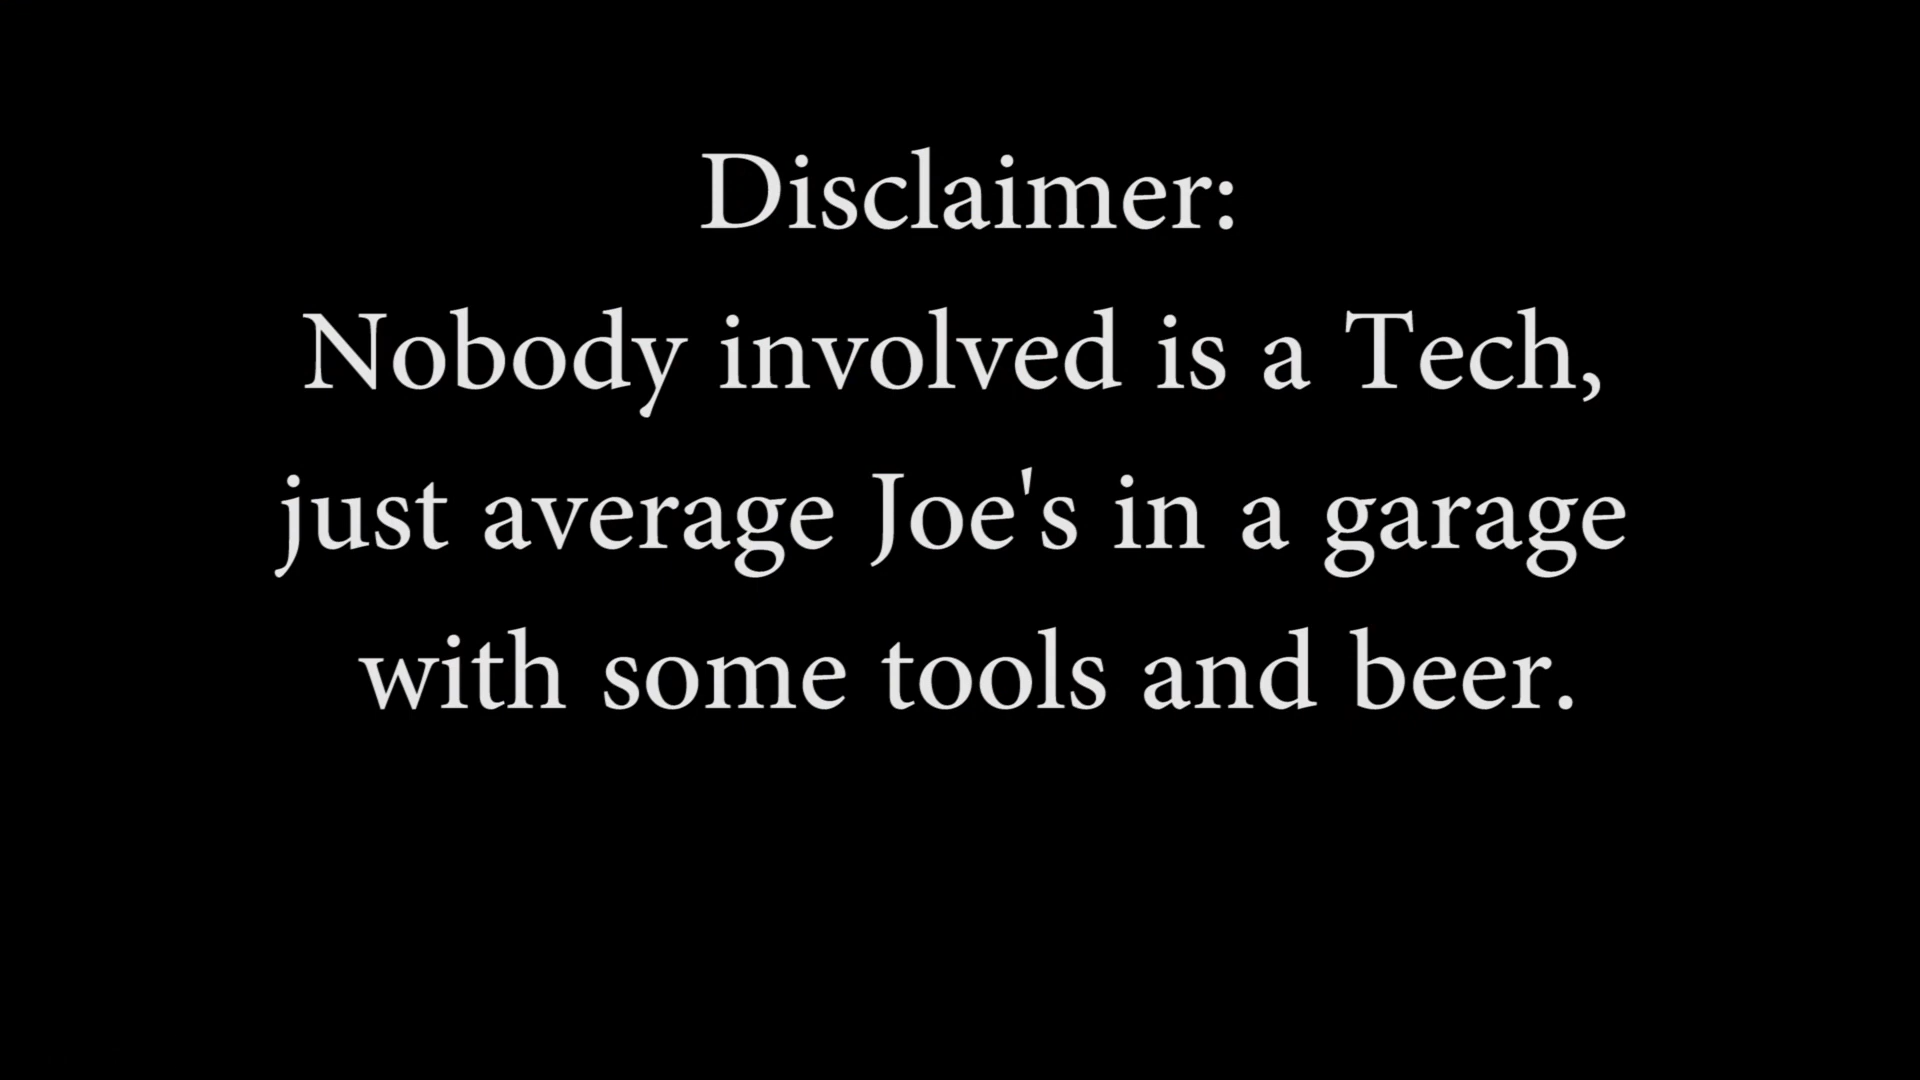 Disclaimer:
Nobody involved is a Tech,
just average Joe's in a garage
with some tools and beer.